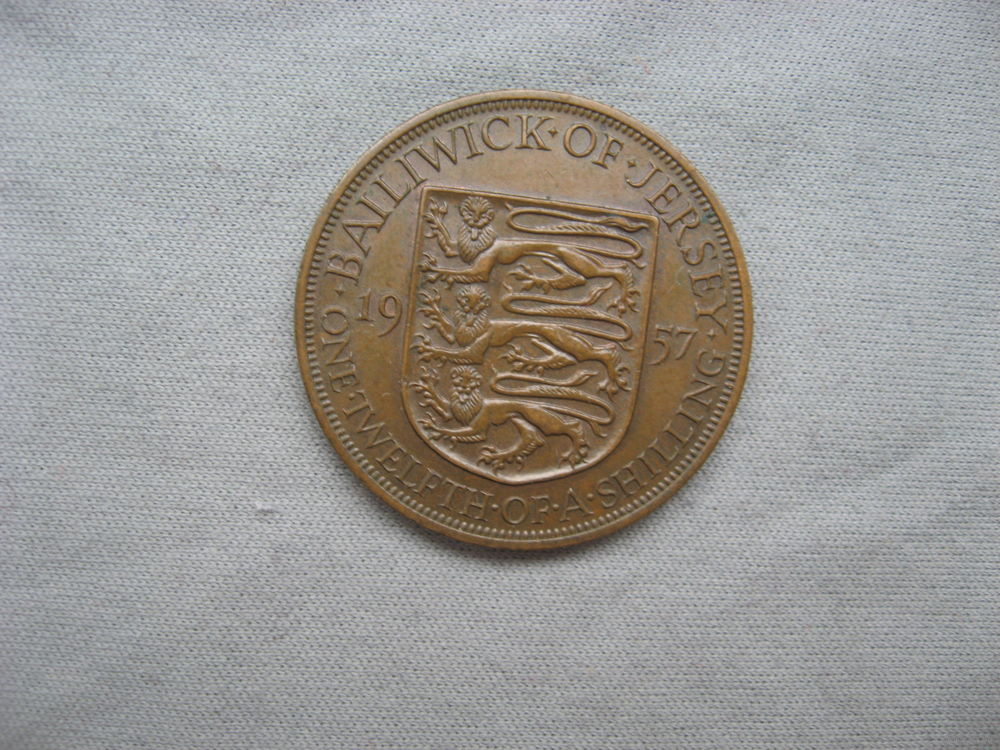 BAILIWICK · OF · JERSEY ·
19 57
ONE · TWELFTH · OF · A · SHILLING